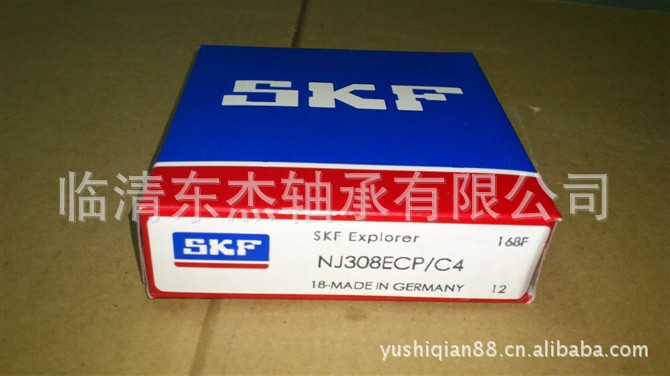 SKF
临清东杰轴承有限公司
SKF
SKF Explorer
168F
NJ308ECP/C4
18-MADE IN GERMANY
12
yushiqian88.cn.alibaba.com